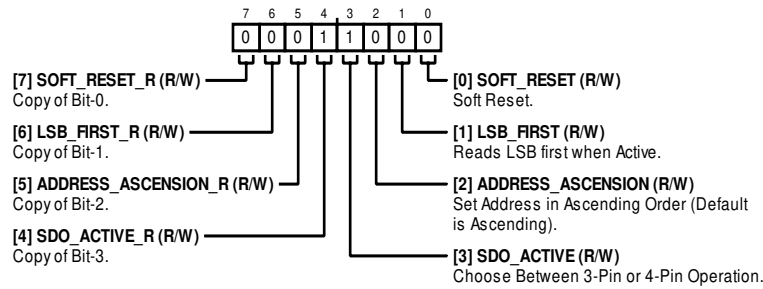 7 6 5 4 3 2 1 0
0 0 0 1 1 0 0 0
[7] SOFT_RESET_R (R/W)
Copy of Bit-0.
[6] LSB_FIRST_R (R/W)
Copy of Bit-1.
[5] ADDRESS_ASCENSION_R (R/W)
Copy of Bit-2.
[4] SDO_ACTIVE_R (R/W)
Copy of Bit-3.
[0] SOFT_RESET (R/W)
Soft Reset.
[1] LSB_FIRST (R/W)
Reads LSB first when Active.
[2] ADDRESS_ASCENSION (R/W)
Set Address in Ascending Order (Default
is Ascending).
[3] SDO_ACTIVE (R/W)
Choose Between 3-Pin or 4-Pin Operation.